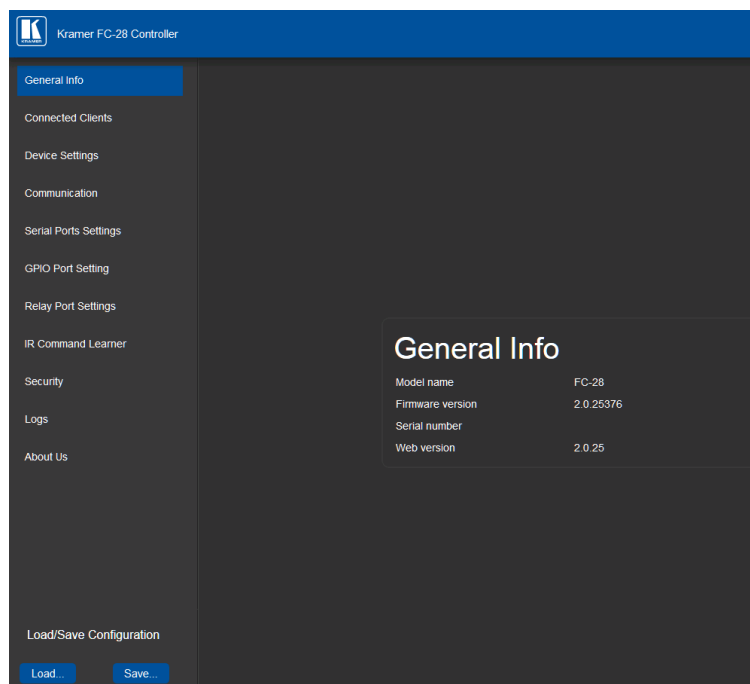 KRAMER
Kramer FC-28 Controller
General Info
Connected Clients
Device Settings
Communication
Serial Ports Settings
GPIO Port Setting
Relay Port Settings
IR Command Learner
Security
Logs
About Us
Load/Save Configuration
Load... Save...
General Info
Model name FC-28
Firmware version 2.0.25376
Serial number
Web version 2.0.25